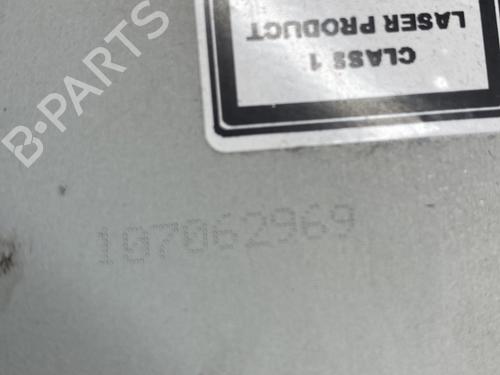 CLASS 1
LASER PRODUCT
107062969
B-PARTS